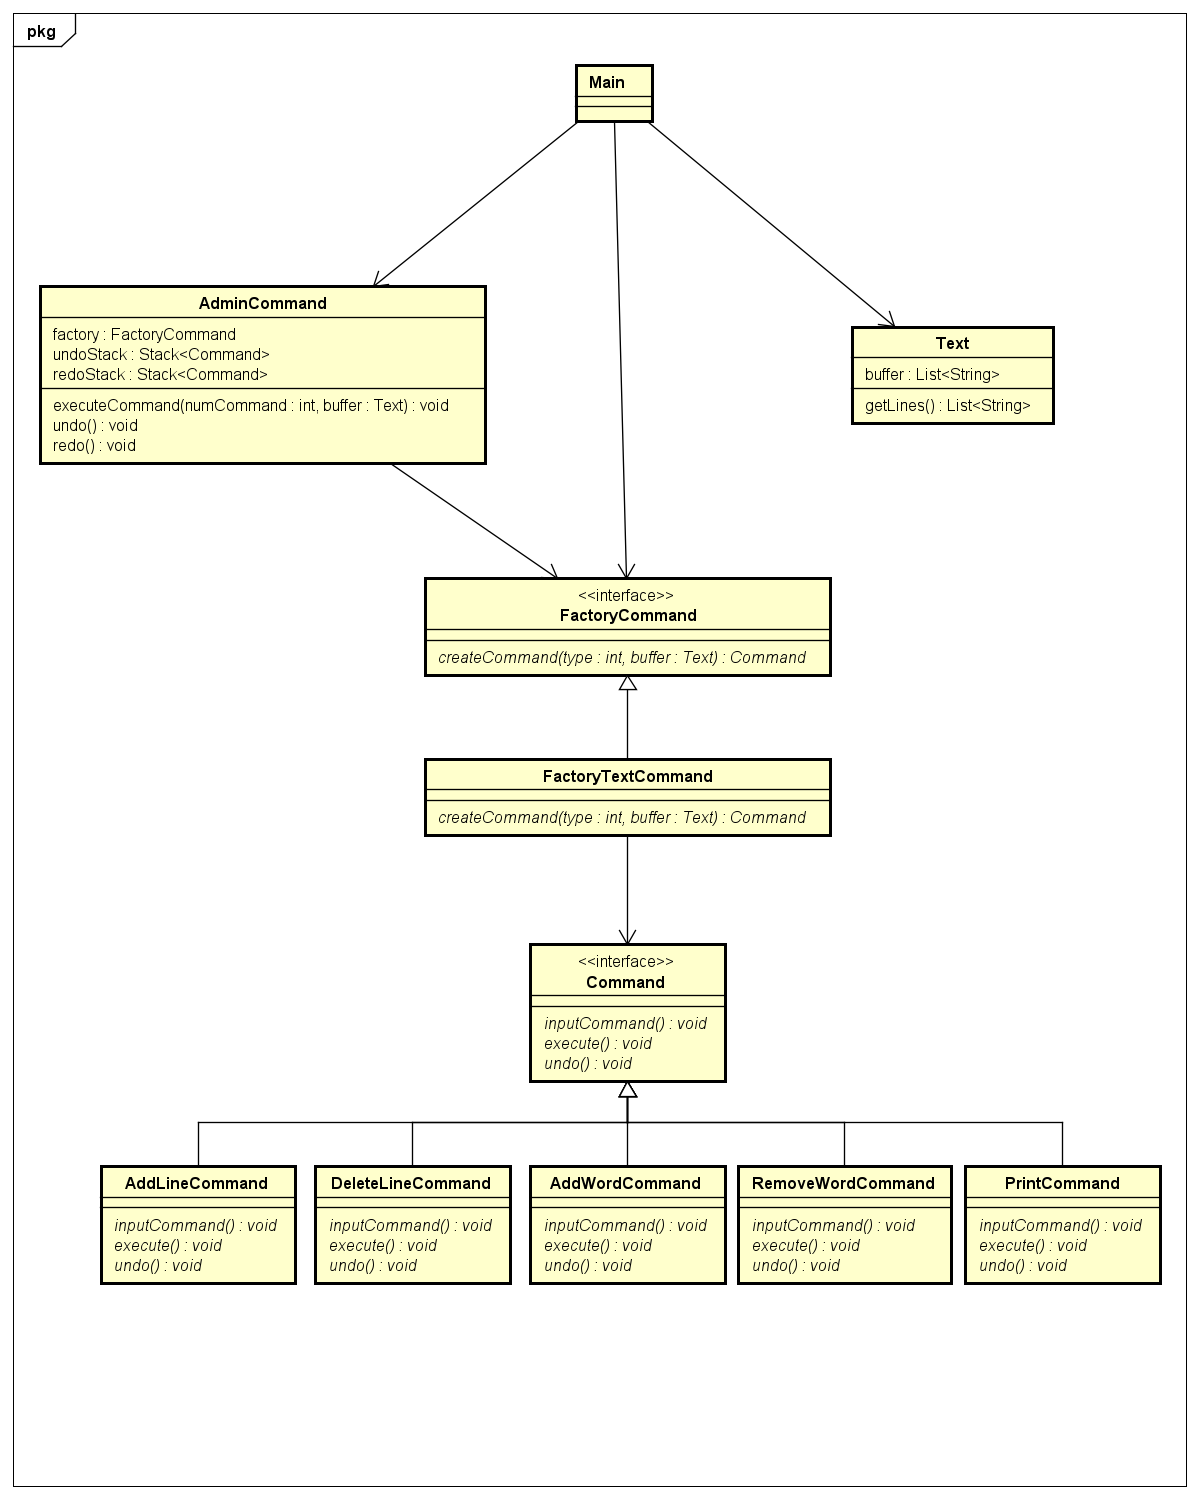 pkg
Main
AdminCommand
factory : FactoryCommand
undoStack : Stack<Command>
redoStack : Stack<Command>
executeCommand(numCommand : int, buffer : Text) : void
undo() : void
redo() : void
Text
buffer : List<String>
getLines() : List<String>
<<interface>>
FactoryCommand
createCommand(type : int, buffer : Text) : Command
FactoryTextCommand
createCommand(type : int, buffer : Text) : Command
<<interface>>
Command
inputCommand() : void
execute() : void
undo() : void
AddLineCommand
inputCommand() : void
execute() : void
undo() : void
DeleteLineCommand
inputCommand() : void
execute() : void
undo() : void
AddWordCommand
inputCommand() : void
execute() : void
undo() : void
RemoveWordCommand
inputCommand() : void
execute() : void
undo() : void
PrintCommand
inputCommand() : void
execute() : void
undo() : void